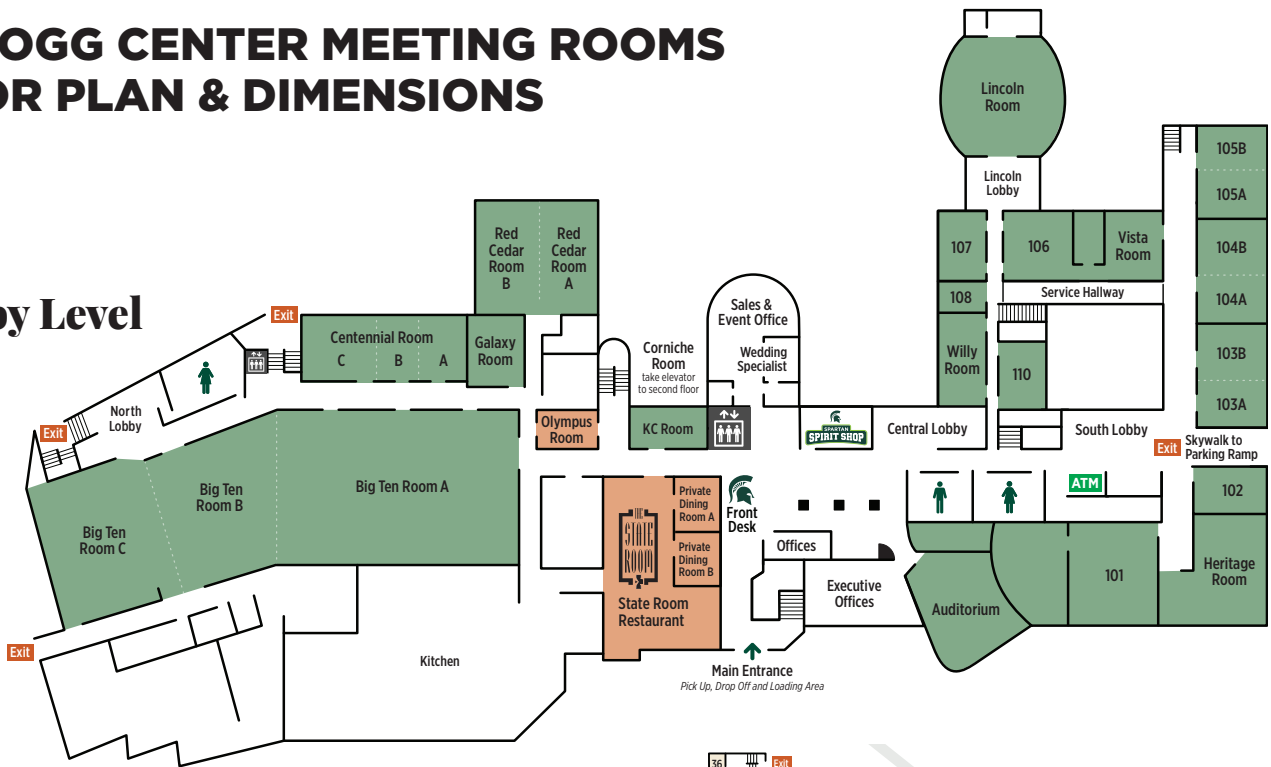 OGG CENTER MEETING ROOMS
OR PLAN & DIMENSIONS
by Level
Lincoln
Room
Lincoln
Lobby
105B
105A
104B
104A
103B
103A
107
106
Vista
Room
108
Service Hallway
Willy
Room
110
Red
Cedar
Room
B
Red
Cedar
Room
A
Exit
Centennial Room
C
B
A
Galaxy
Room
Sales &
Event Office
Wedding
Specialist
Corniche
Room
take elevator
to second floor
North
Lobby
Exit
Olympus
Room
KC Room
SPARTAN
SPIRIT SHOP
Central Lobby
South Lobby
Exit
Skywalk to
Parking Ramp
Big Ten
Room C
Big Ten
Room B
Big Ten Room A
THE
STATE
ROOM
Private
Dining
Room A
Private
Dining
Room B
State Room
Restaurant
Front
Desk
Offices
Executive
Offices
ATM
102
Auditorium
101
Heritage
Room
Exit
Kitchen
Main Entrance
Pick Up, Drop Off and Loading Area
36
Exit